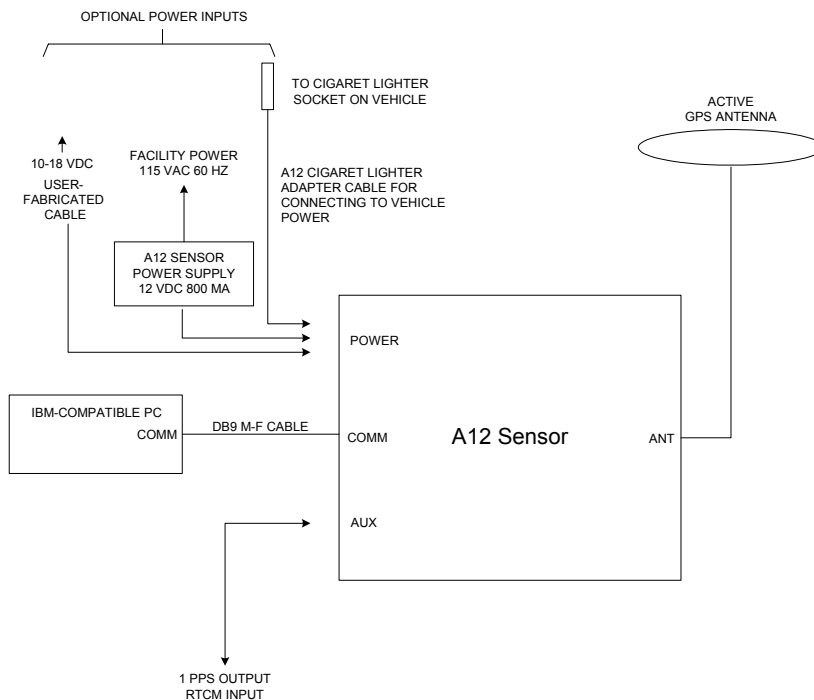 OPTIONAL POWER INPUTS
TO CIGARET LIGHTER
SOCKET ON VEHICLE
ACTIVE
GPS ANTENNA
10-18 VDC
USER-
FABRICATED
CABLE
FACILITY POWER
115 VAC 60 HZ
A12 CIGARET LIGHTER
ADAPTER CABLE FOR
CONNECTING TO VEHICLE
POWER
A12 SENSOR
POWER SUPPLY
12 VDC 800 MA
POWER
IBM-COMPATIBLE PC
COMM
DB9 M-F CABLE
COMM
A12 Sensor
ANT
AUX
1 PPS OUTPUT
RTCM INPUT